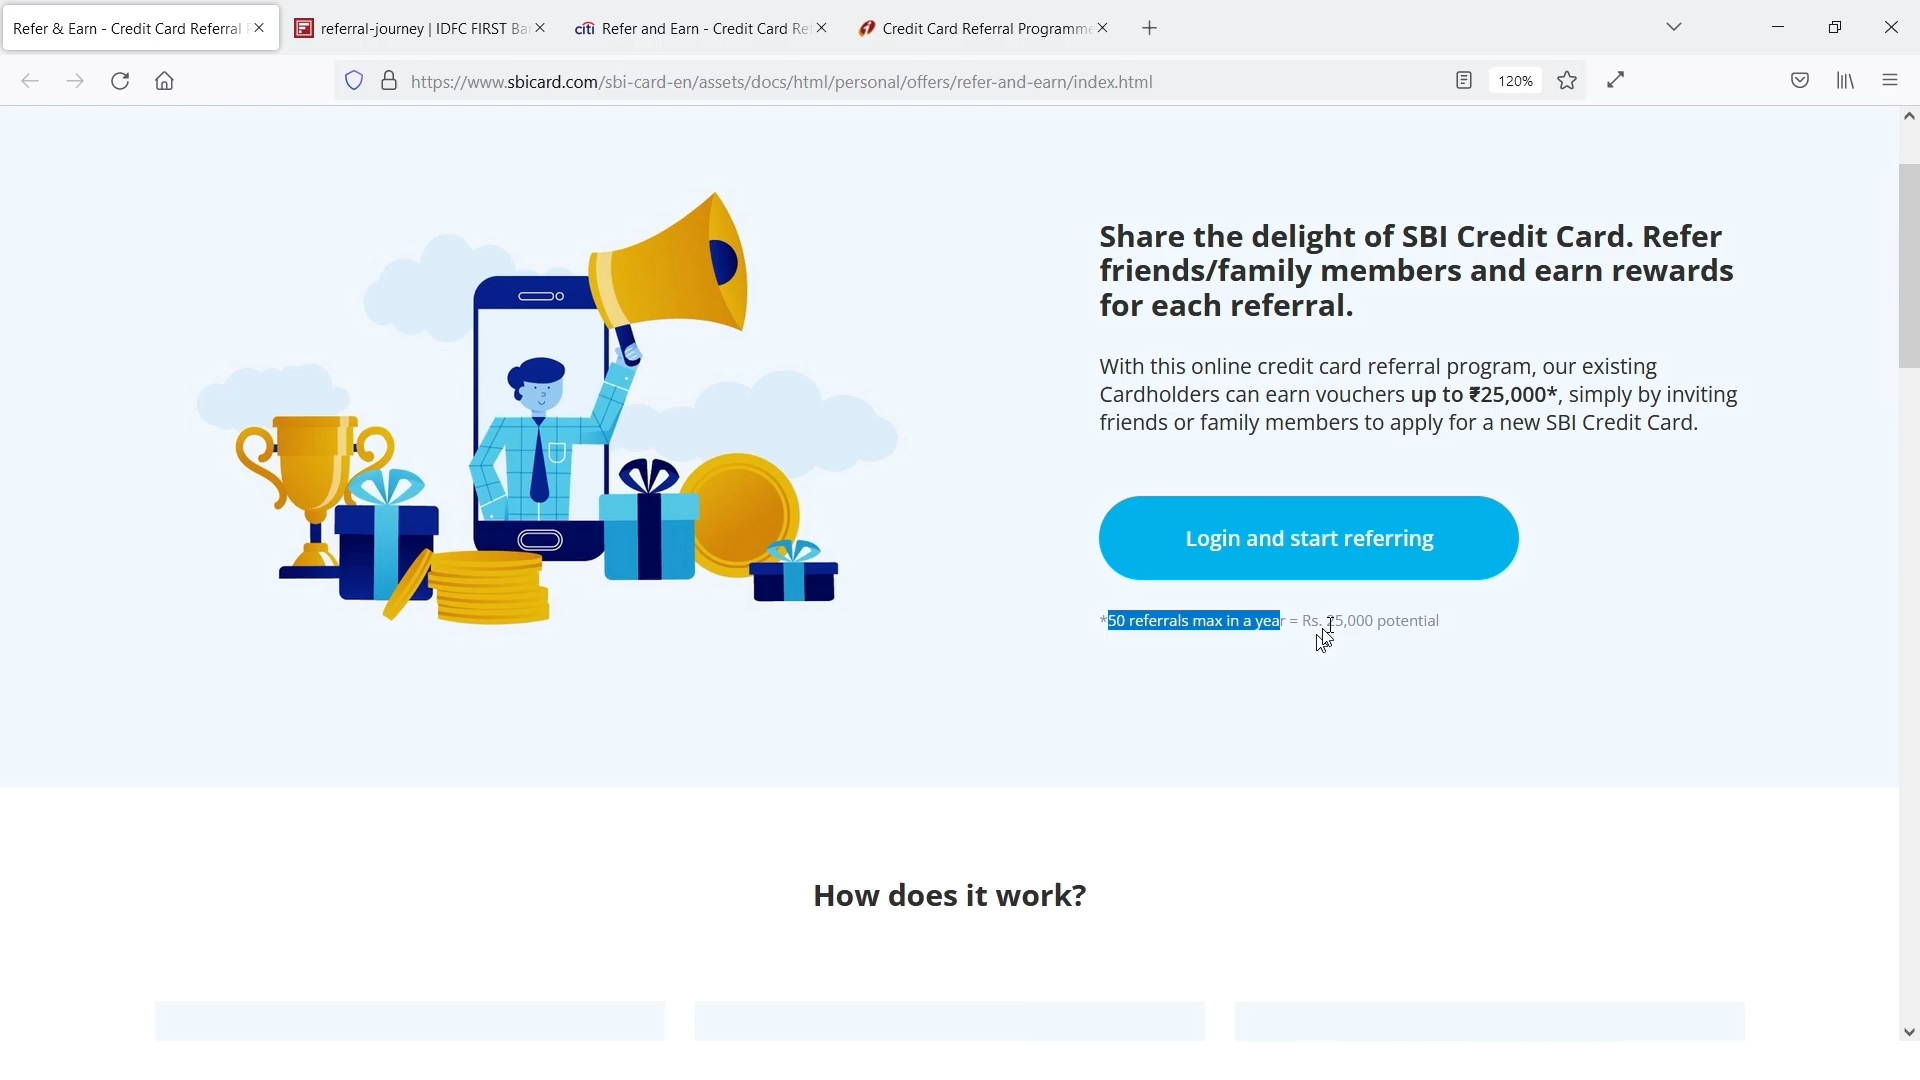 Refer & Earn - Credit Card Referral P
referral-journey | IDFC FIRST Ba
citi Refer and Earn - Credit Card Re
Credit Card Referral Programme
https://www.sbicard.com/sbi-card-en/assets/docs/html/personal/offers/refer-and-earn/index.html
120%
Share the delight of SBI Credit Card. Refer
friends/family members and earn rewards
for each referral.
With this online credit card referral program, our existing
Cardholders can earn vouchers up to ₹25,000*, simply by inviting
friends or family members to apply for a new SBI Credit Card.
Login and start referring
*50 referrals max in a year = Rs. 25,000 potential
How does it work?